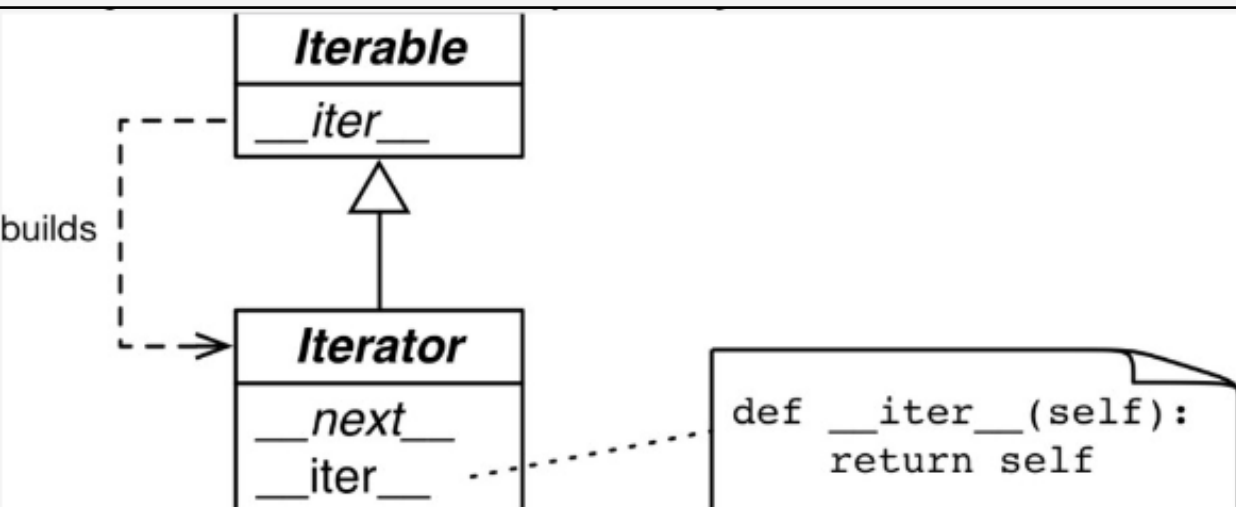 Iterable
__iter__
builds
Iterator
__next__
__iter__
def __iter__(self):
return self